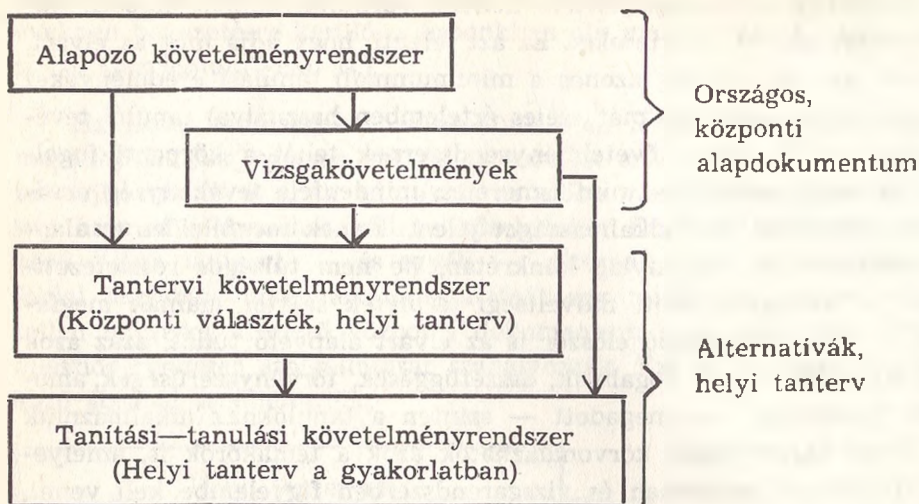 Alapozó követelményrendszer
Országos,
központi
alapdokumentum
Vizsgakövetelmények
Tantervi követelményrendszer
(Központi választék, helyi tanterv)
Alternatívák,
helyi tanterv
Tanítási—tanulási követelményrendszer
(Helyi tanterv a gyakorlatban)